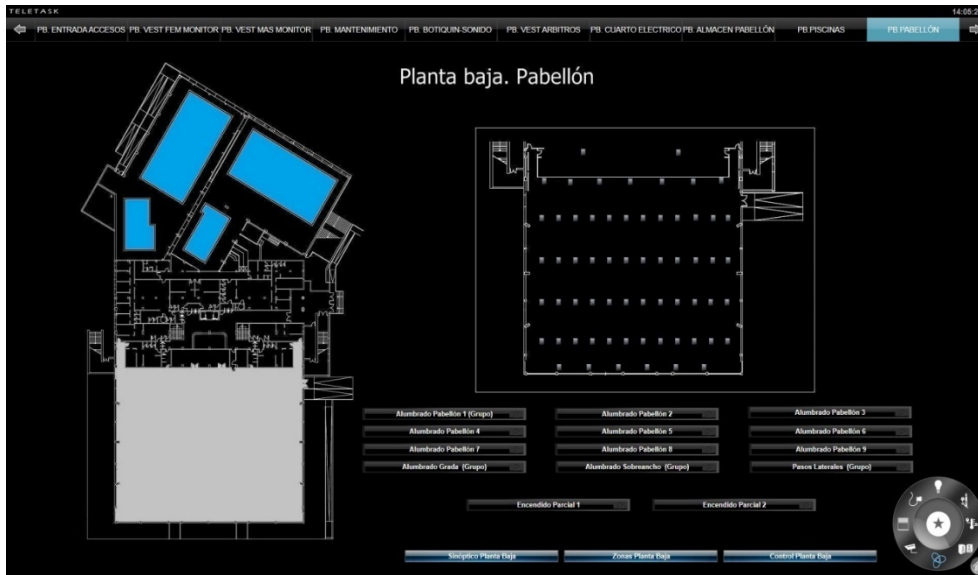 TELETASK
14:05:2
PB. ENTRADA ACCESOS PB. VEST FEM MONITOR PB. VEST MAS MONITOR PB. MANTENIMIENTO PB. BOTIQUIN-SONIDO PB. VEST ARBITROS PB. CUARTO ELECTRICO PB. ALMACEN PABELLÓN PB.PISCINAS PB.PABELLÓN
Planta baja. Pabellón
Alumbrado Pabellón 1 (Grupo) Alumbrado Pabellón 2 Alumbrado Pabellón 3
Alumbrado Pabellón 4 Alumbrado Pabellón 5 Alumbrado Pabellón 6
Alumbrado Pabellón 7 Alumbrado Pabellón 8 Alumbrado Pabellón 9
Alumbrado Grada (Grupo) Alumbrado Sobreancho (Grupo) Pasos Laterales (Grupo)
Encendido Parcial 1 Encendido Parcial 2
Sinóptico Planta Baja Zonas Planta Baja Control Planta Baja